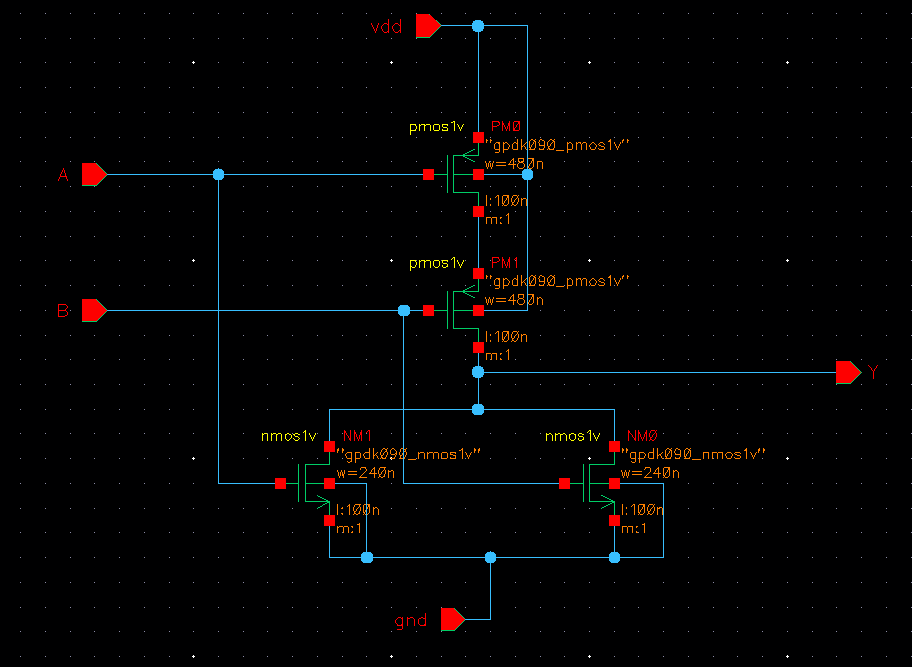 vdd
pmos1v PM0
"gpdk090_pmos1v"
w=480n
A
l:100n
m:1
pmos1v PM1
"gpdk090_pmos1v"
w=480n
B
l:100n
m:1
Y
nmos1v NM1
"gpdk090_nmos1v"
w=240n
l:100n
m:1
nmos1v NM0
"gpdk090_nmos1v"
w=240n
l:100n
m:1
gnd